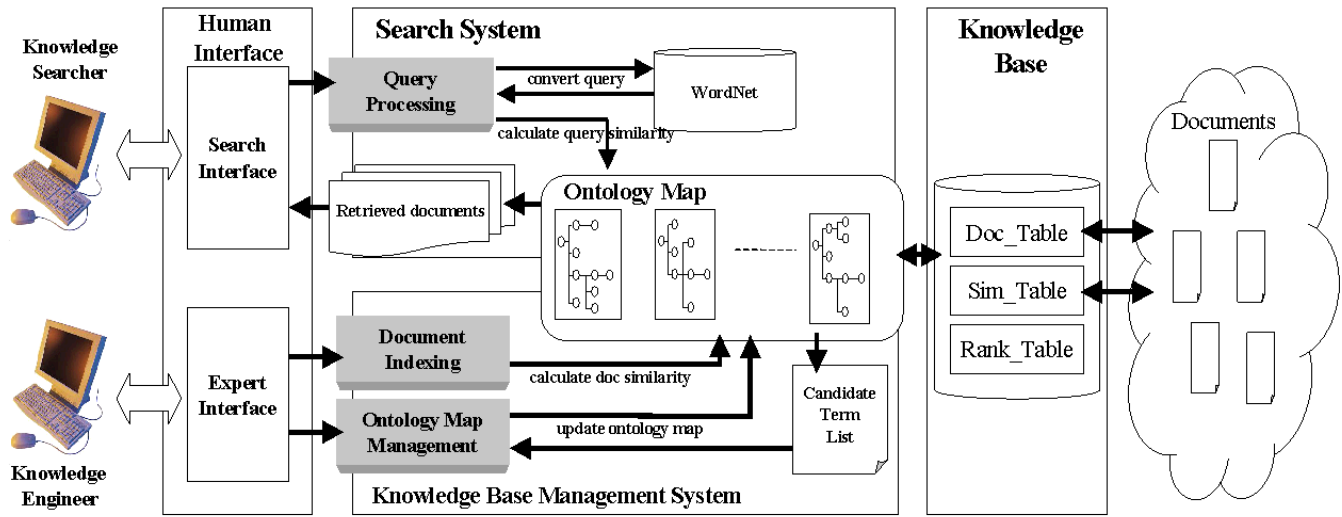 Knowledge
Searcher
Human
Interface
Search
Interface
Search System
Query
Processing
convert query
WordNet
calculate query similarity
Retrieved documents
Ontology Map
Knowledge
Base
Doc_Table
Sim_Table
Rank_Table
Documents
Knowledge
Engineer
Expert
Interface
Document
Indexing
calculate doc similarity
Ontology Map
Management
update ontology map
Candidate
Term
List
Knowledge Base Management System